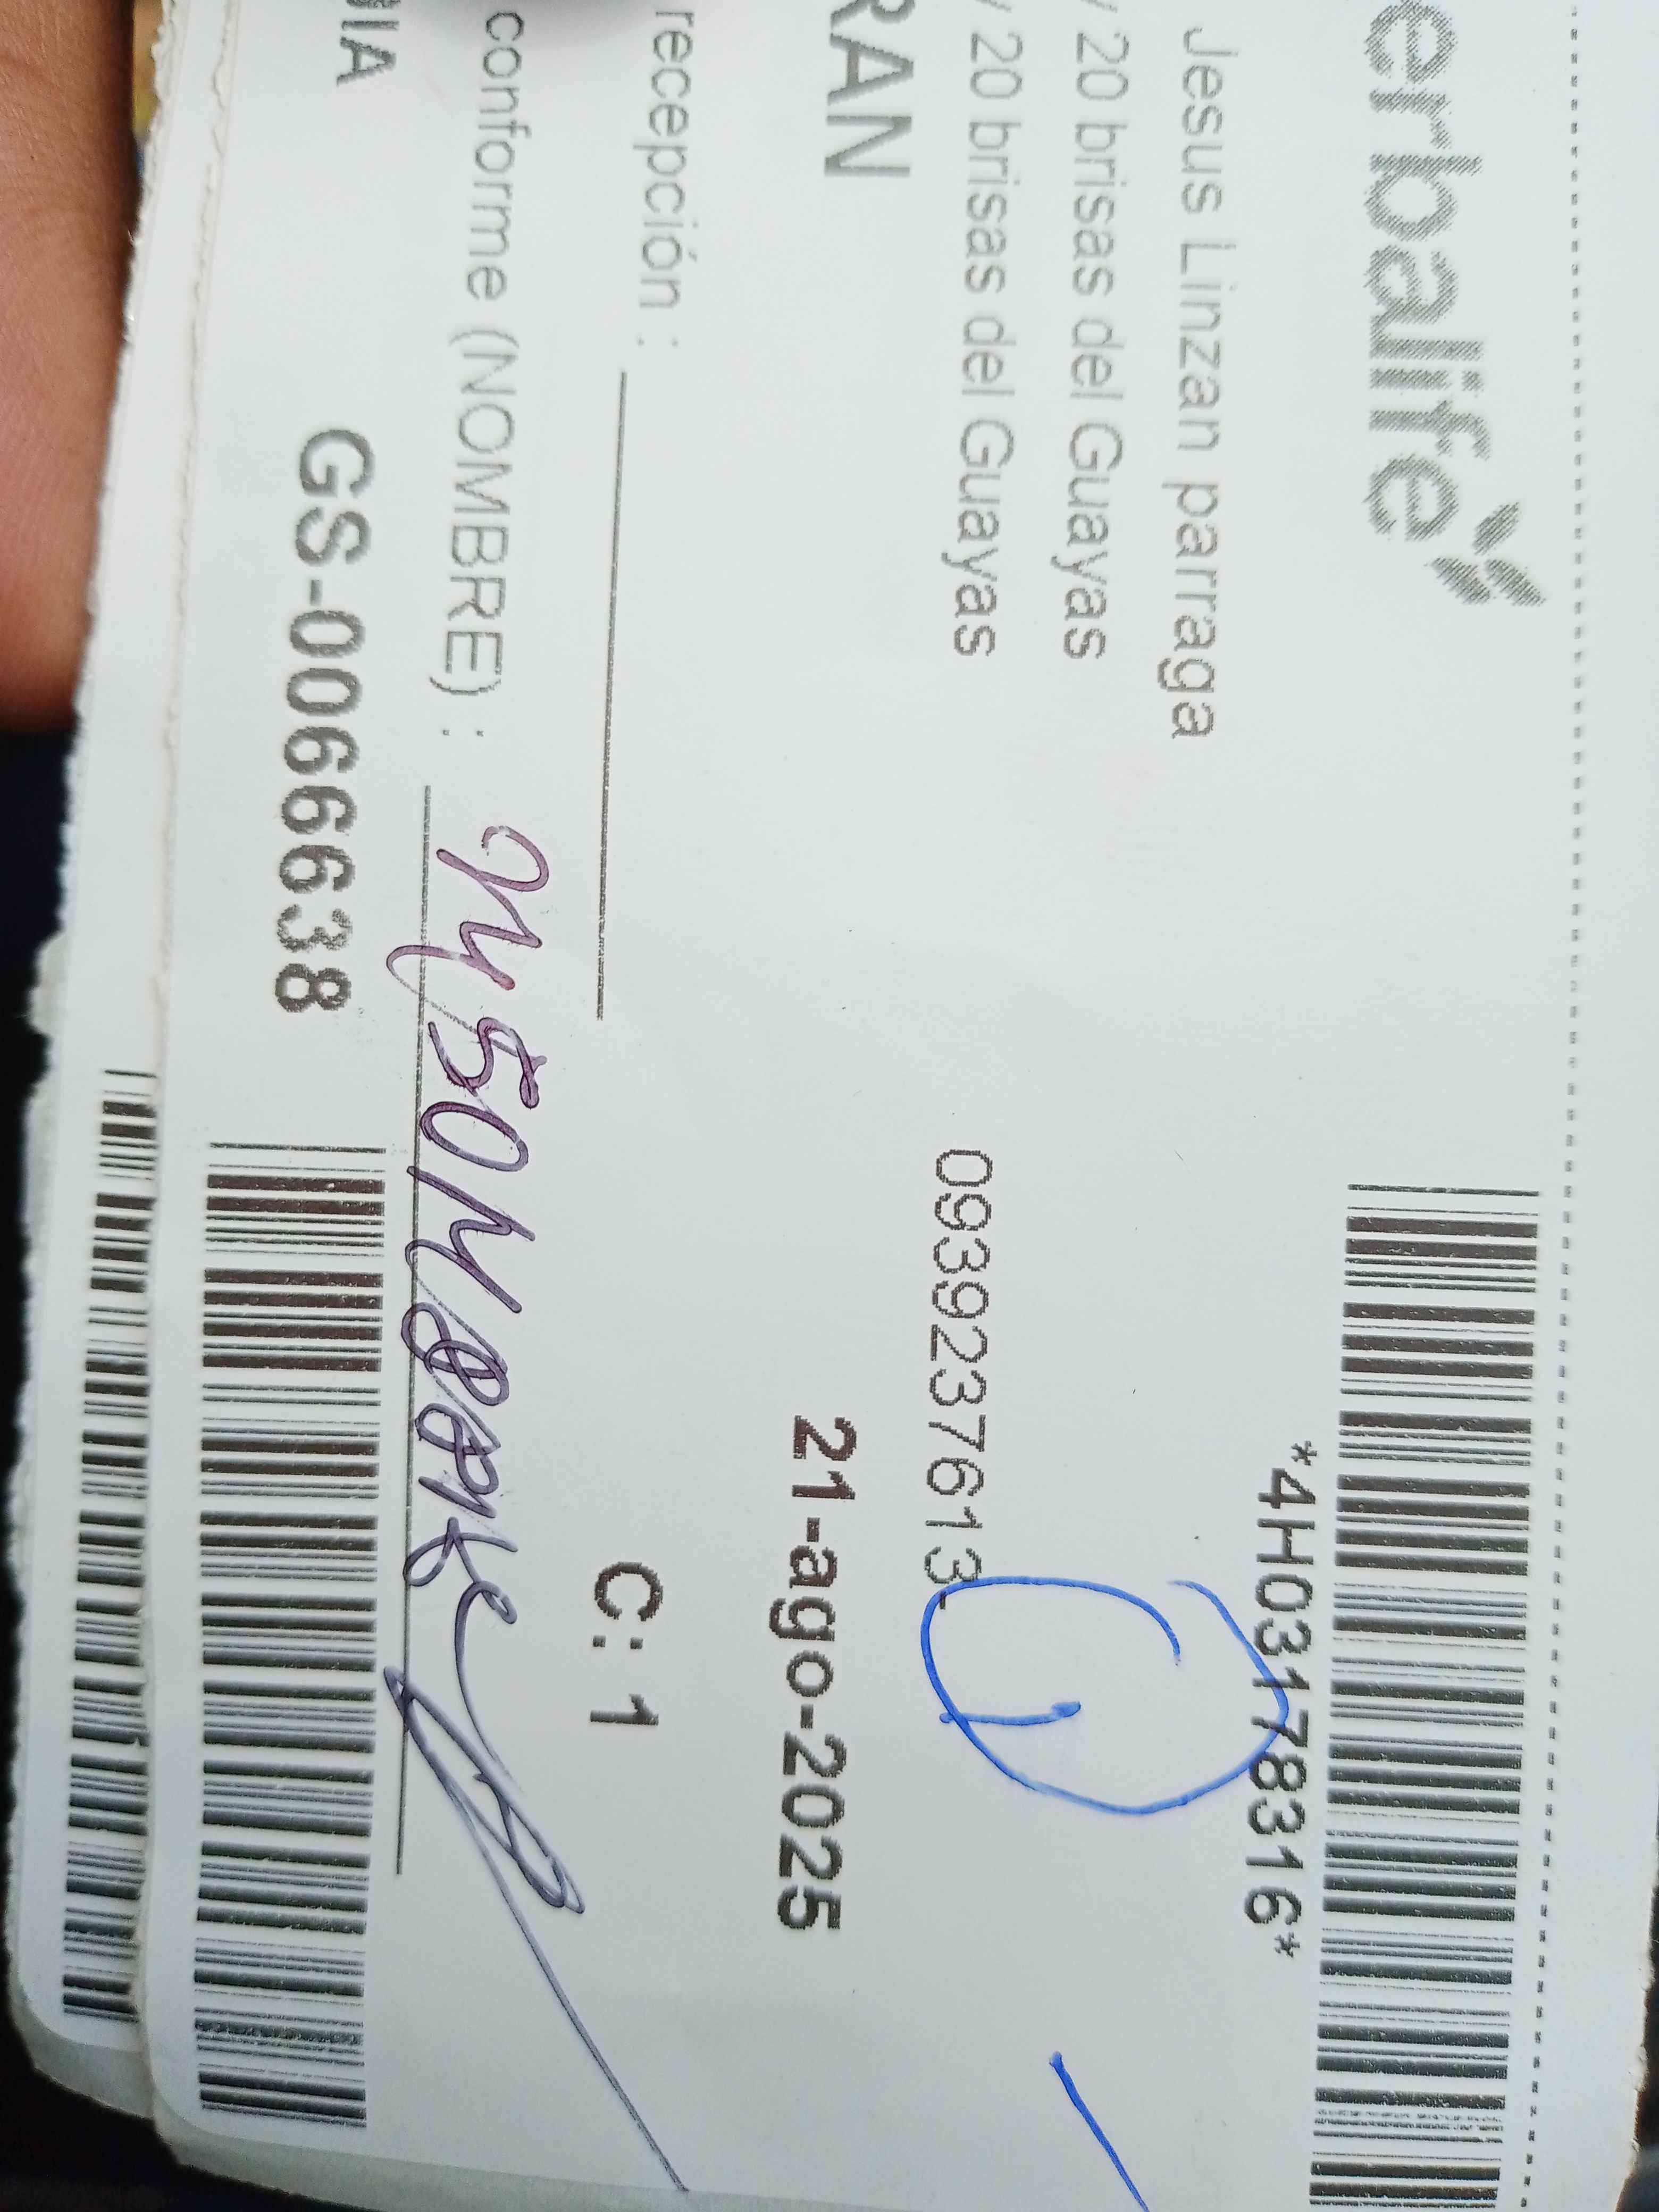 erbalife
*4H03178316*
Jesus Linzan parraga
/ 20 brisas del Guayas
/ 20 brisas del Guayas
0939237613-
RAN
21-ago-2025
recepción :
C: 1
conforme (NOMBRE) :
NIA
GS-0066638